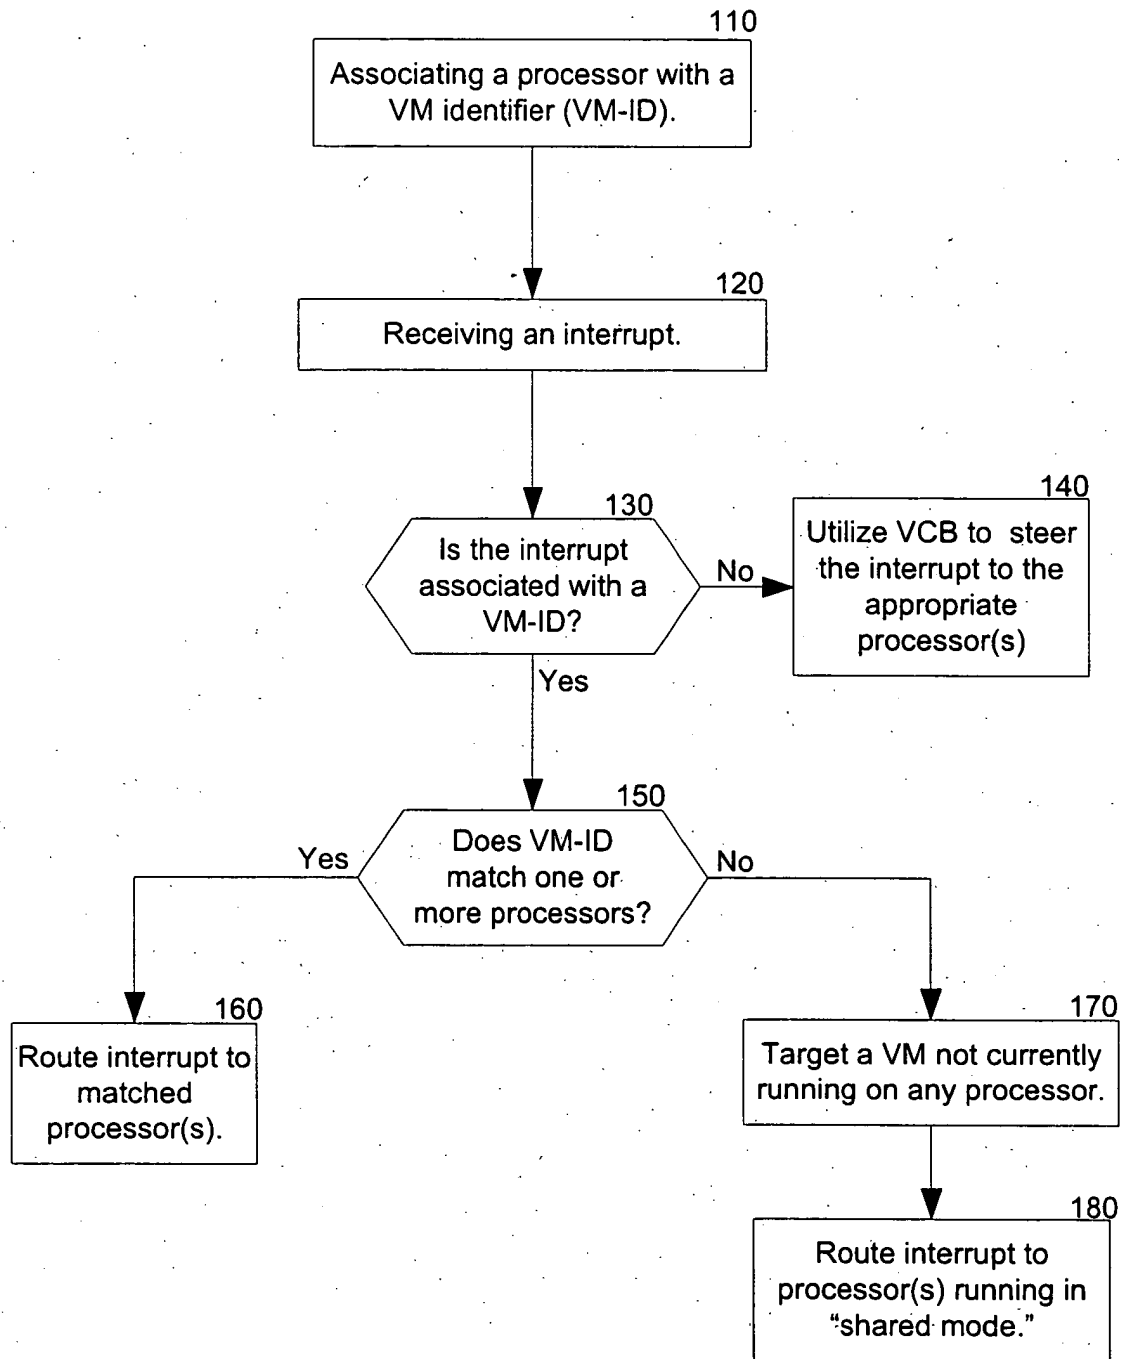 110
Associating a processor with a
VM identifier (VM-ID).
120
Receiving an interrupt.
130
Is the interrupt
associated with a
VM-ID?
No
140
Utilize VCB to steer
the interrupt to the
appropriate
processor(s)
Yes
150
Does VM-ID
match one or
more processors?
Yes
No
160
Route interrupt to
matched
processor(s).
170
Target a VM not currently
running on any processor.
180
Route interrupt to
processor(s) running in
“shared mode.”